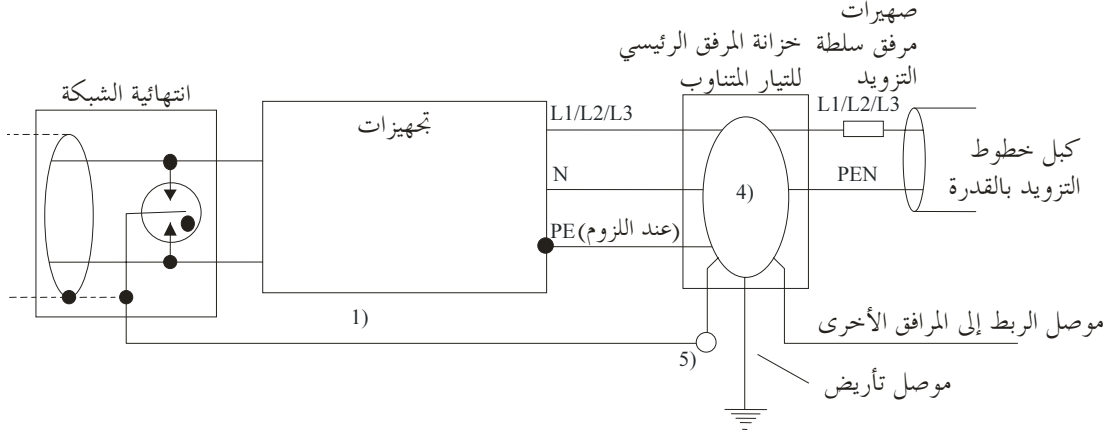 صهيرات
مرفق سلطة
التزويد
خزانة المرفق الرئيسي
للتيار المتناوب
انتهائية الشبكة
تجهيزات
L1/L2/L3
L1/L2/L3
كبل خطوط
التزويد بالقدرة
N
4)
PEN
PE (عند اللزوم)
1)
موصل الربط إلى المرافق الأخرى
5)
موصل تأريض